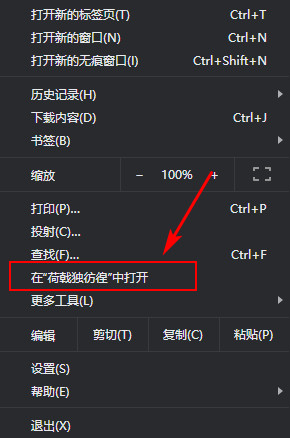 打开新的标签页(T) Ctrl+T
打开新的窗口(N) Ctrl+N
打开新的无痕窗口(I) Ctrl+Shift+N
历史记录(H)
下载内容(D) Ctrl+J
书签(B)
缩放 − 100% +
打印(P)... Ctrl+P
投射(C)...
查找(F)... Ctrl+F
在“荷戟独彷徨”中打开
更多工具(L)
编辑 剪切(T) 复制(C) 粘贴(P)
设置(S)
帮助(E)
退出(X)